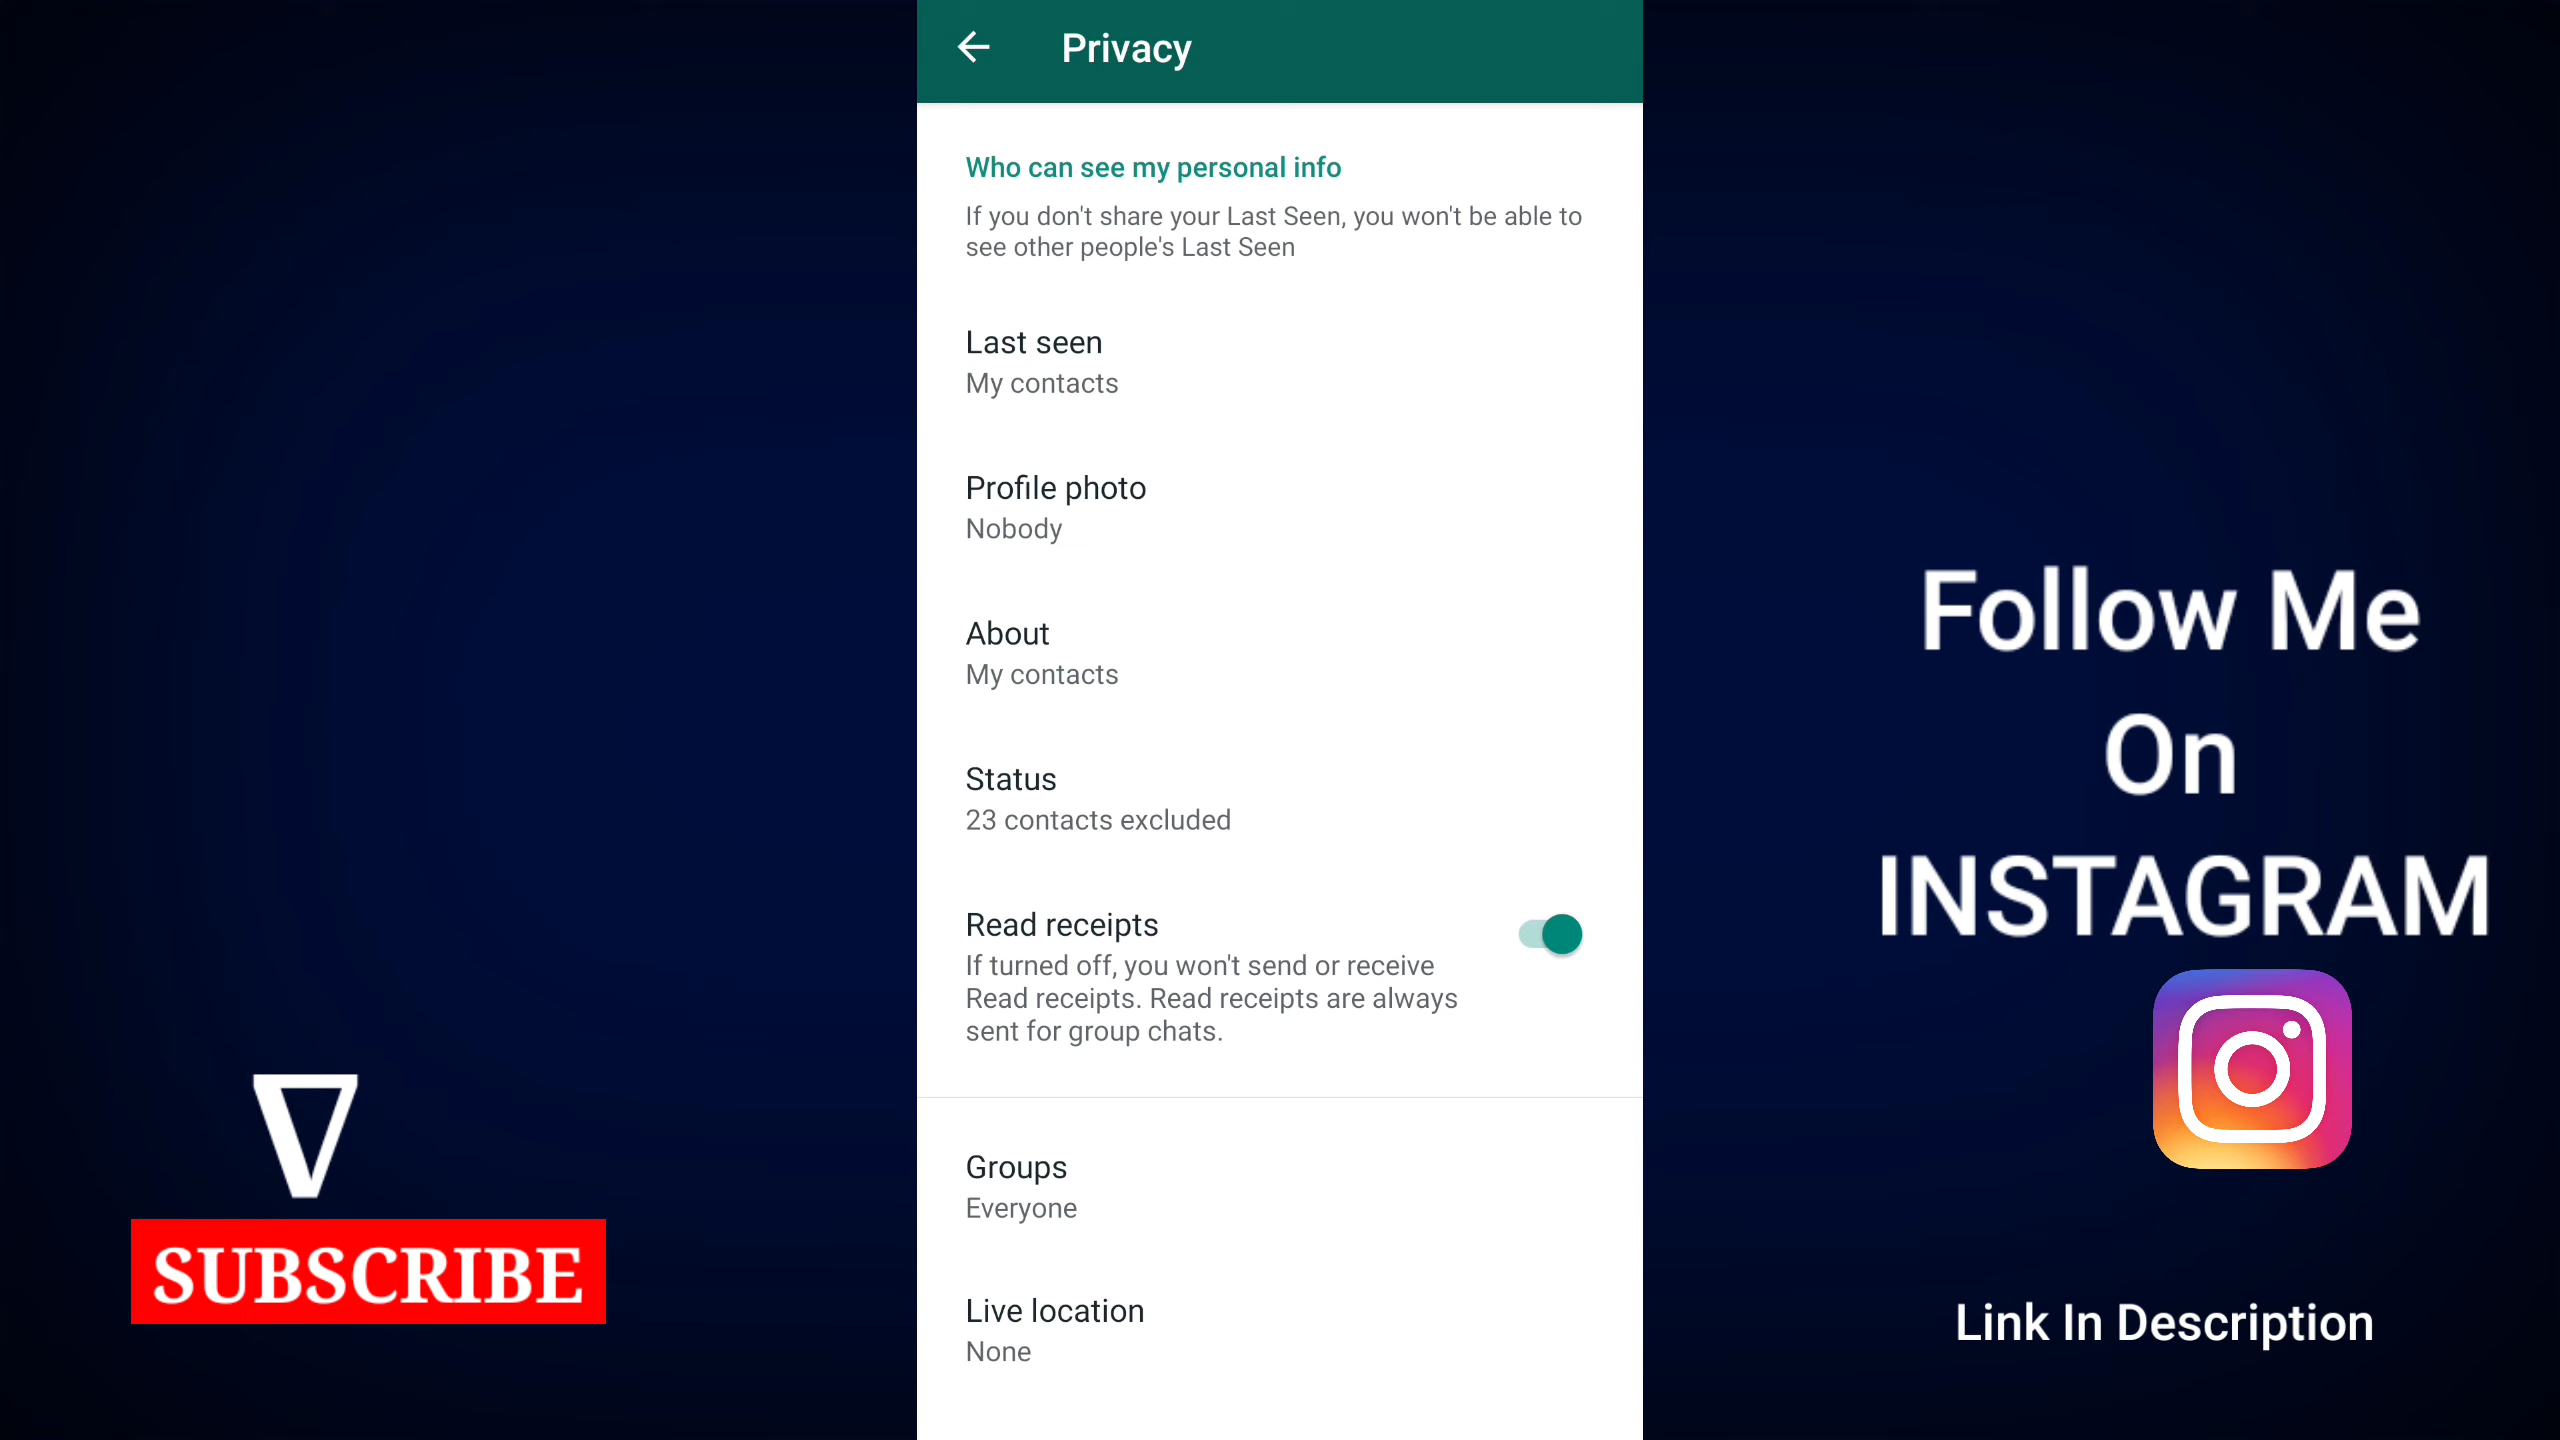 Privacy
Who can see my personal info
If you don't share your Last Seen, you won't be able to
see other people's Last Seen
Last seen
My contacts
Profile photo
Nobody
About
My contacts
Status
23 contacts excluded
Read receipts
If turned off, you won't send or receive
Read receipts. Read receipts are always
sent for group chats.
Groups
Everyone
Live location
None
SUBSCRIBE
Follow Me
On
INSTAGRAM
Link In Description